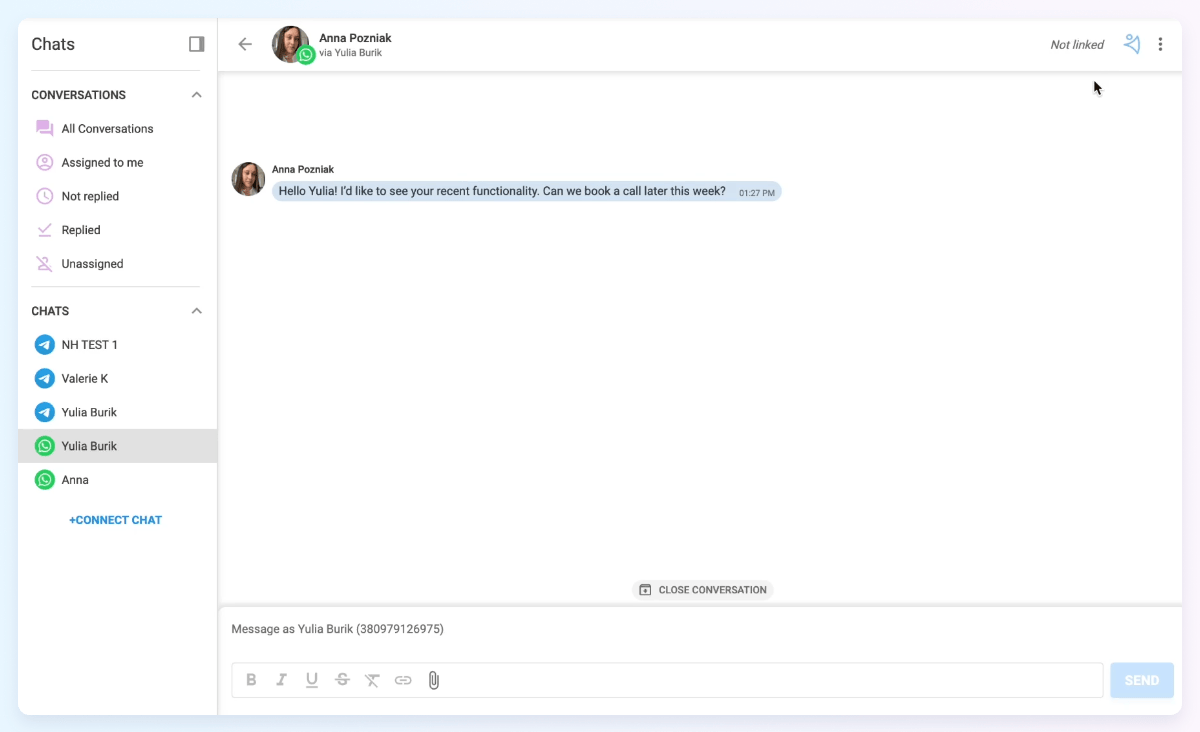 Chats
CONVERSATIONS
All Conversations
Assigned to me
Not replied
Replied
Unassigned
CHATS
NH TEST 1
Valerie K
Yulia Burik
Yulia Burik
Anna
+CONNECT CHAT
Anna Pozniak
via Yulia Burik
Not linked
Anna Pozniak
Hello Yulia! I'd like to see your recent functionality. Can we book a call later this week? 01:27 PM
CLOSE CONVERSATION
Message as Yulia Burik (380979126975)
B I U S
SEND